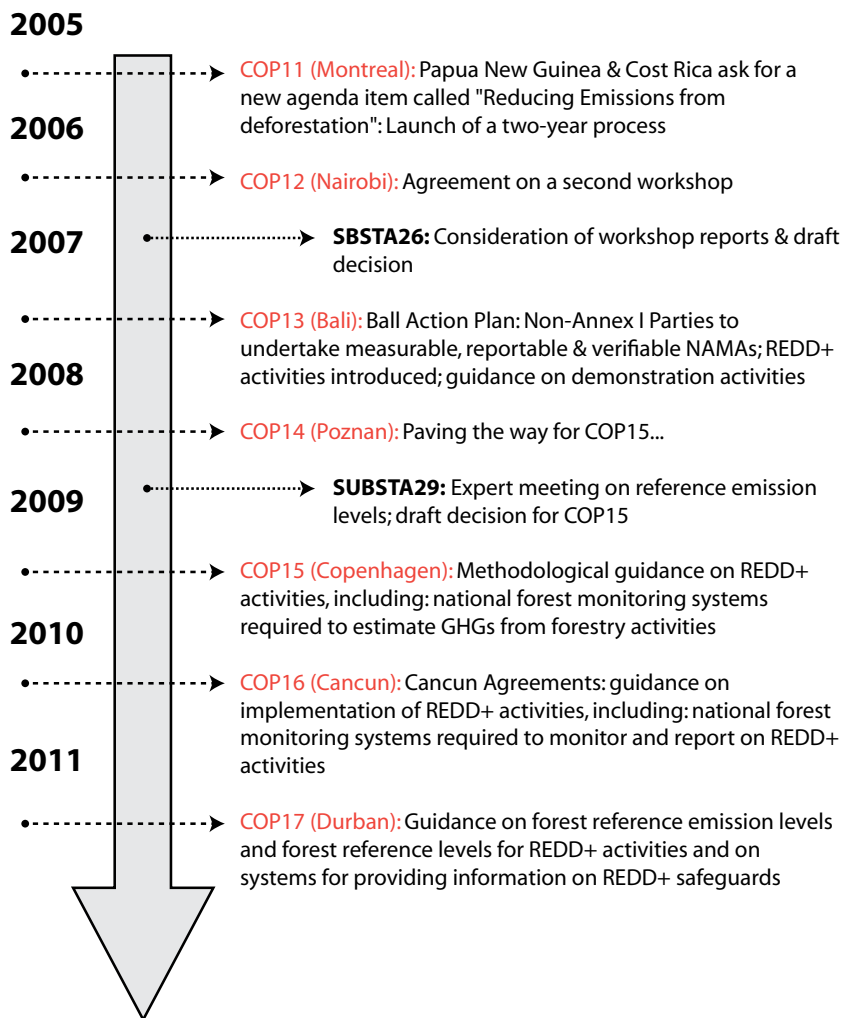 2005
COP11 (Montreal): Papua New Guinea & Cost Rica ask for a
new agenda item called "Reducing Emissions from
deforestation": Launch of a two-year process
2006
COP12 (Nairobi): Agreement on a second workshop
2007
SBSTA26: Consideration of workshop reports & draft
decision
COP13 (Bali): Ball Action Plan: Non-Annex I Parties to
undertake measurable, reportable & verifiable NAMAs; REDD+
activities introduced; guidance on demonstration activities
2008
COP14 (Poznan): Paving the way for COP15...
2009
SUBSTA29: Expert meeting on reference emission
levels; draft decision for COP15
COP15 (Copenhagen): Methodological guidance on REDD+
activities, including: national forest monitoring systems
required to estimate GHGs from forestry activities
2010
COP16 (Cancun): Cancun Agreements: guidance on
implementation of REDD+ activities, including: national forest
monitoring systems required to monitor and report on REDD+
activities
2011
COP17 (Durban): Guidance on forest reference emission levels
and forest reference levels for REDD+ activities and on
systems for providing information on REDD+ safeguards